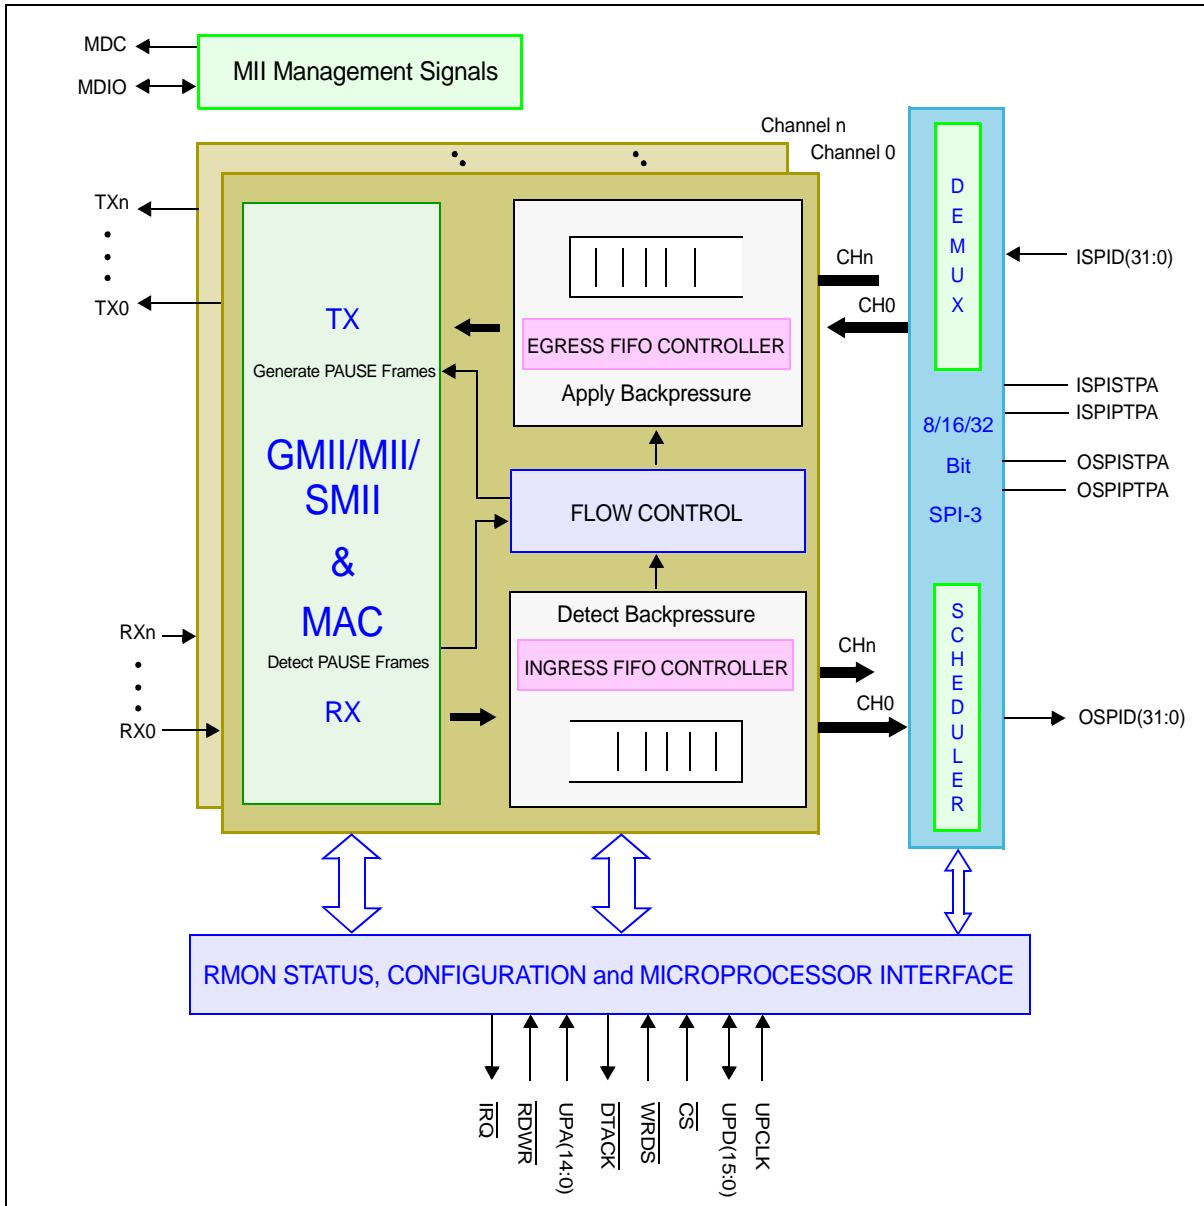 MDC
MDIO
MII Management Signals
Channel n
Channel 0
TXn
TX0
TX
Generate PAUSE Frames
GMII/MII/
SMII
&
MAC
Detect PAUSE Frames
RX
RXn
RX0
EGRESS FIFO CONTROLLER
Apply Backpressure
FLOW CONTROL
Detect Backpressure
INGRESS FIFO CONTROLLER
CHn
CH0
CHn
CH0
DEMUX
8/16/32
Bit
SPI-3
SCHEDULER
ISPID(31:0)
ISPISTPA
ISPIPTPA
OSPISTPA
OSPIPTPA
OSPID(31:0)
RMON STATUS, CONFIGURATION and MICROPROCESSOR INTERFACE
IRQ
RDWR
UPA(14:0)
DTACK
WRDS
CS
UPD(15:0)
UPCLK